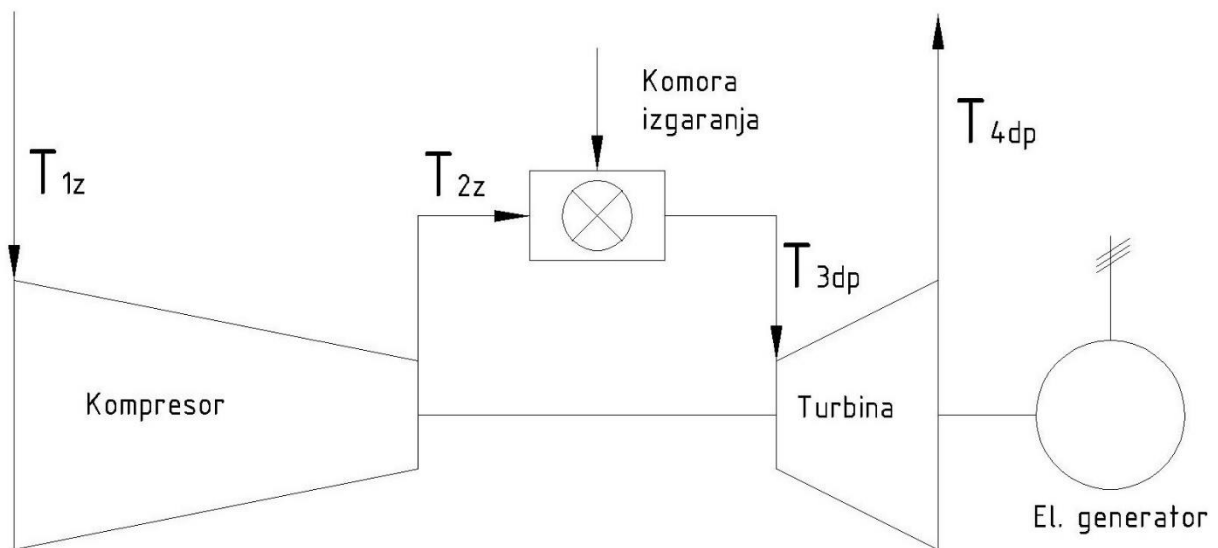 Komora
izgaranja
T4dp
T1z
T2z
T3dp
Kompresor
Turbina
El. generator